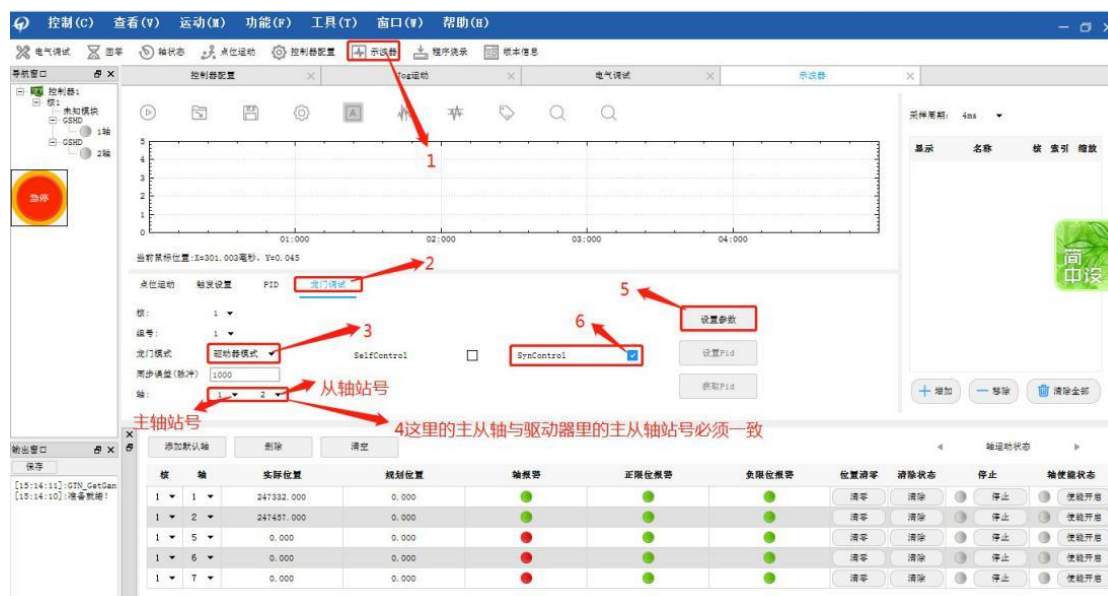 控制(C) 查看(V) 运动(M) 功能(F) 工具(T) 窗口(W) 帮助(H)
电气调试 回零 轴状态 点位运动 控制器配置 示波器 程序烧录 版本信息
导航窗口 控制器配置 Jog运动 电气调试 示波器
控制器1
核1
未知模块
GSHD
1轴
GSHD
2轴
急停
A
采样周期: 4ms
显示 名称 核 索引 缩放
5
4
3
2
1
0
01:000 02:000 03:000 04:000
当前鼠标位置:X=301.003毫秒, Y=0.045
1
2
简
中设
点位运动 触发设置 PID 龙门调试
5
核: 1
设置参数
组号: 1
3
6
龙门模式 驱动器模式 SelfControl SynControl 设置Pid
同步误差(脉冲) 1000
轴: 1 2
从轴站号
获取Pid
增加 移除 清除全部
主轴站号
4这里的主从轴与驱动器里的主从轴站号必须一致
输出窗口
保存
[15:14:11]:GTN_GetGan
[15:14:10]:准备就绪!
添加默认轴 删除 清空 轴运动状态
核 轴 实际位置 规划位置 轴报警 正限位报警 负限位报警 位置清零 清除状态 停止 轴使能状态
1 1 247332.000 0.000 清零 清除 停止 使能开启
1 2 247457.000 0.000 清零 清除 停止 使能开启
1 5 0.000 0.000 清零 清除 停止 使能开启
1 6 0.000 0.000 清零 清除 停止 使能开启
1 7 0.000 0.000 清零 清除 停止 使能开启